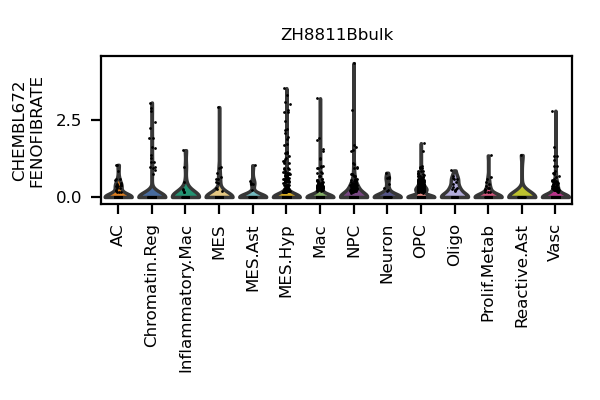 ZH8811Bbulk
CHEMBL672
FENOFIBRATE
2.5
0.0
AC
Chromatin.Reg
Inflammatory.Mac
MES
MES.Ast
MES.Hyp
Mac
NPC
Neuron
OPC
Oligo
Prolif.Metab
Reactive.Ast
Vasc